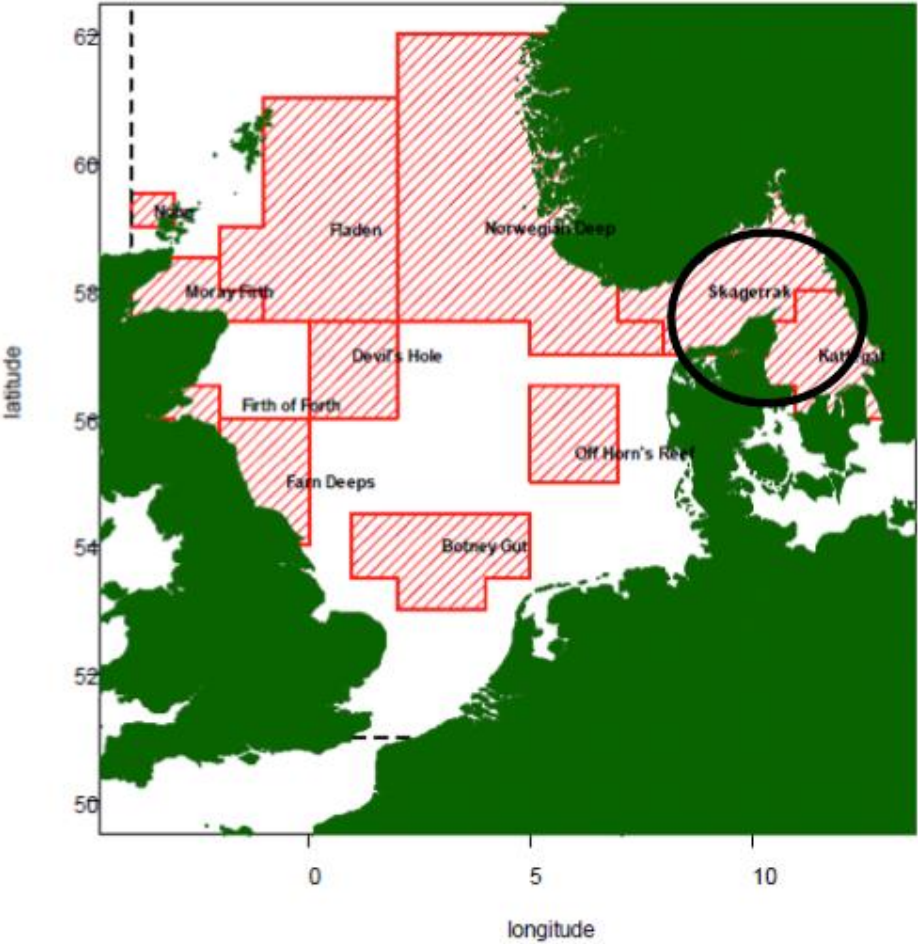 62
60
58
56
54
52
50
latitude
Noup
Fladen
Norwegian Deep
Moray Firth
Skagerrak
Devil's Hole
Kattegat
Firth of Forth
Off Horn's Reef
Farn Deeps
Botney Gut
0 5 10
longitude